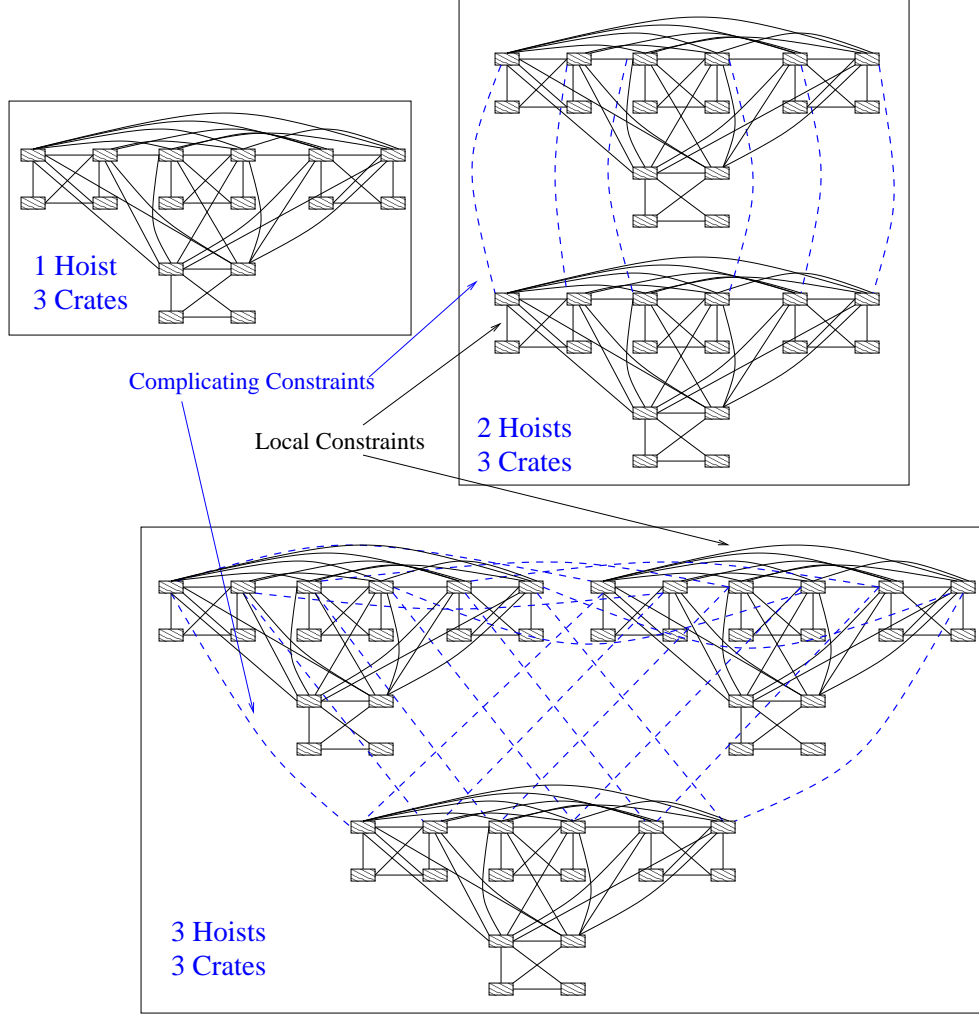 1 Hoist
3 Crates
Complicating Constraints
Local Constraints
2 Hoists
3 Crates
3 Hoists
3 Crates